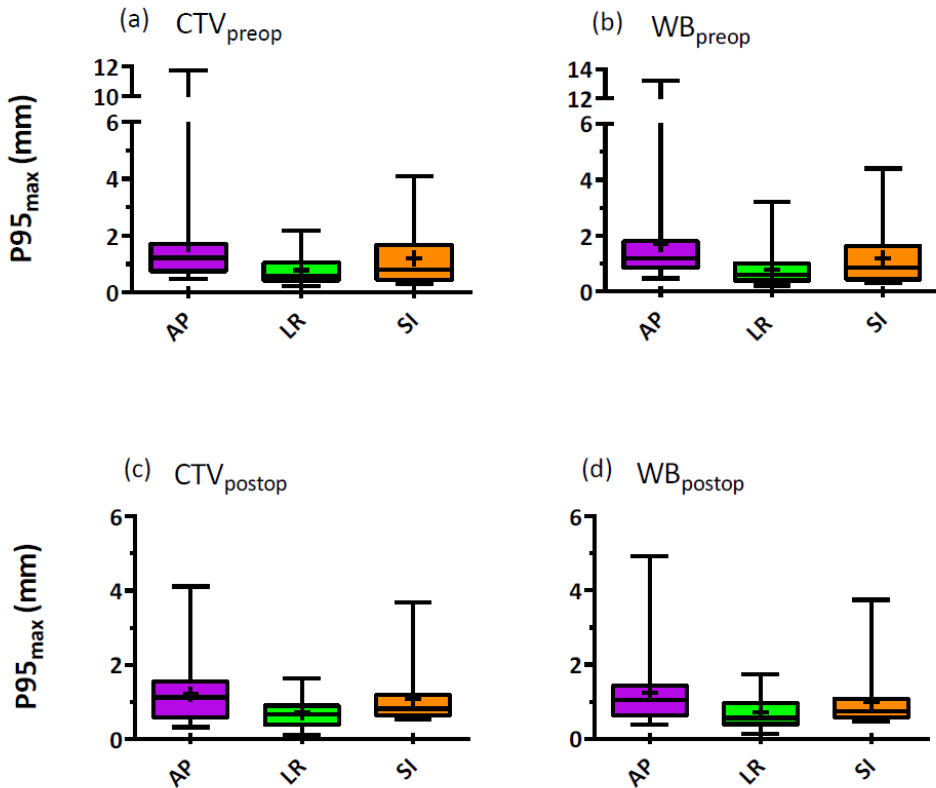 (a) CTVpreop
(b) WBpreop
P95max (mm)
12
10
6
4
2
0
AP
LR
SI
14
12
6
4
2
0
AP
LR
SI
(c) CTVpostop
(d) WBpostop
P95max (mm)
6
4
2
0
AP
LR
SI
6
4
2
0
AP
LR
SI